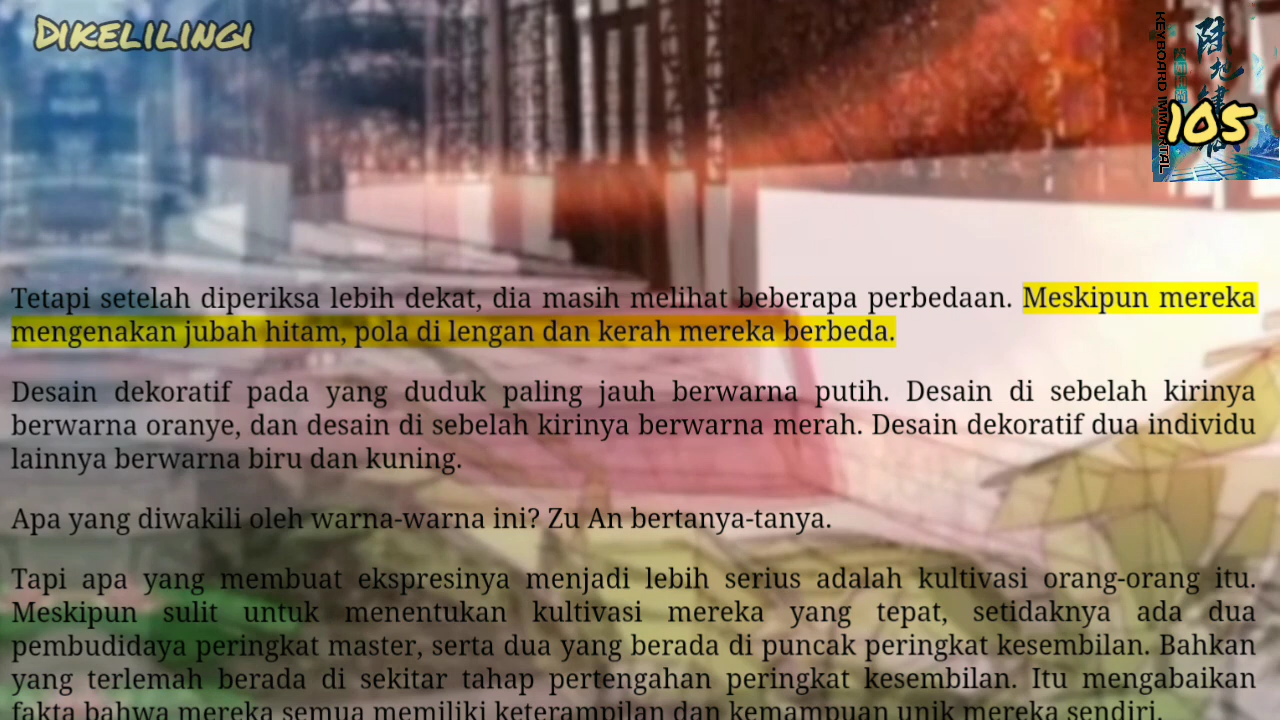 DIKELILINGI
KEYBOARD IMMORTAL
105
Tetapi setelah diperiksa lebih dekat, dia masih melihat beberapa perbedaan. Meskipun mereka
mengenakan jubah hitam, pola di lengan dan kerah mereka berbeda.
Desain dekoratif pada yang duduk paling jauh berwarna putih. Desain di sebelah kirinya
berwarna oranye, dan desain di sebelah kirinya berwarna merah. Desain dekoratif dua individu
lainnya berwarna biru dan kuning.
Apa yang diwakili oleh warna-warna ini? Zu An bertanya-tanya.
Tapi apa yang membuat ekspresinya menjadi lebih serius adalah kultivasi orang-orang itu.
Meskipun sulit untuk menentukan kultivasi mereka yang tepat, setidaknya ada dua
pembudidaya peringkat master, serta dua yang berada di puncak peringkat kesembilan. Bahkan
yang terlemah berada di sekitar tahap pertengahan peringkat kesembilan. Itu mengabaikan
fakta bahwa mereka semua memiliki keterampilan dan kemampuan unik mereka sendiri.